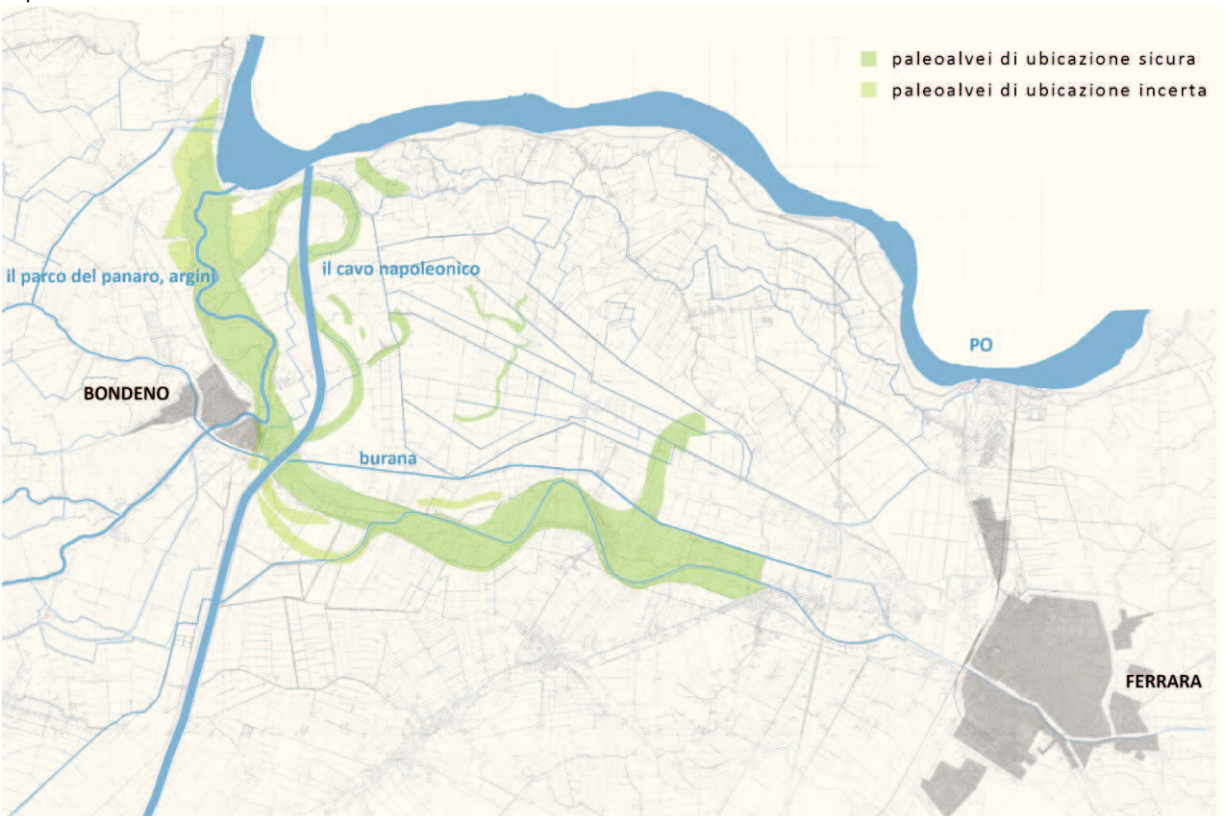 paleoalvei di ubicazione sicura
paleoalvei di ubicazione incerta
il parco del panaro, argini
il cavo napoleonico
PO
BONDENO
burana
FERRARA